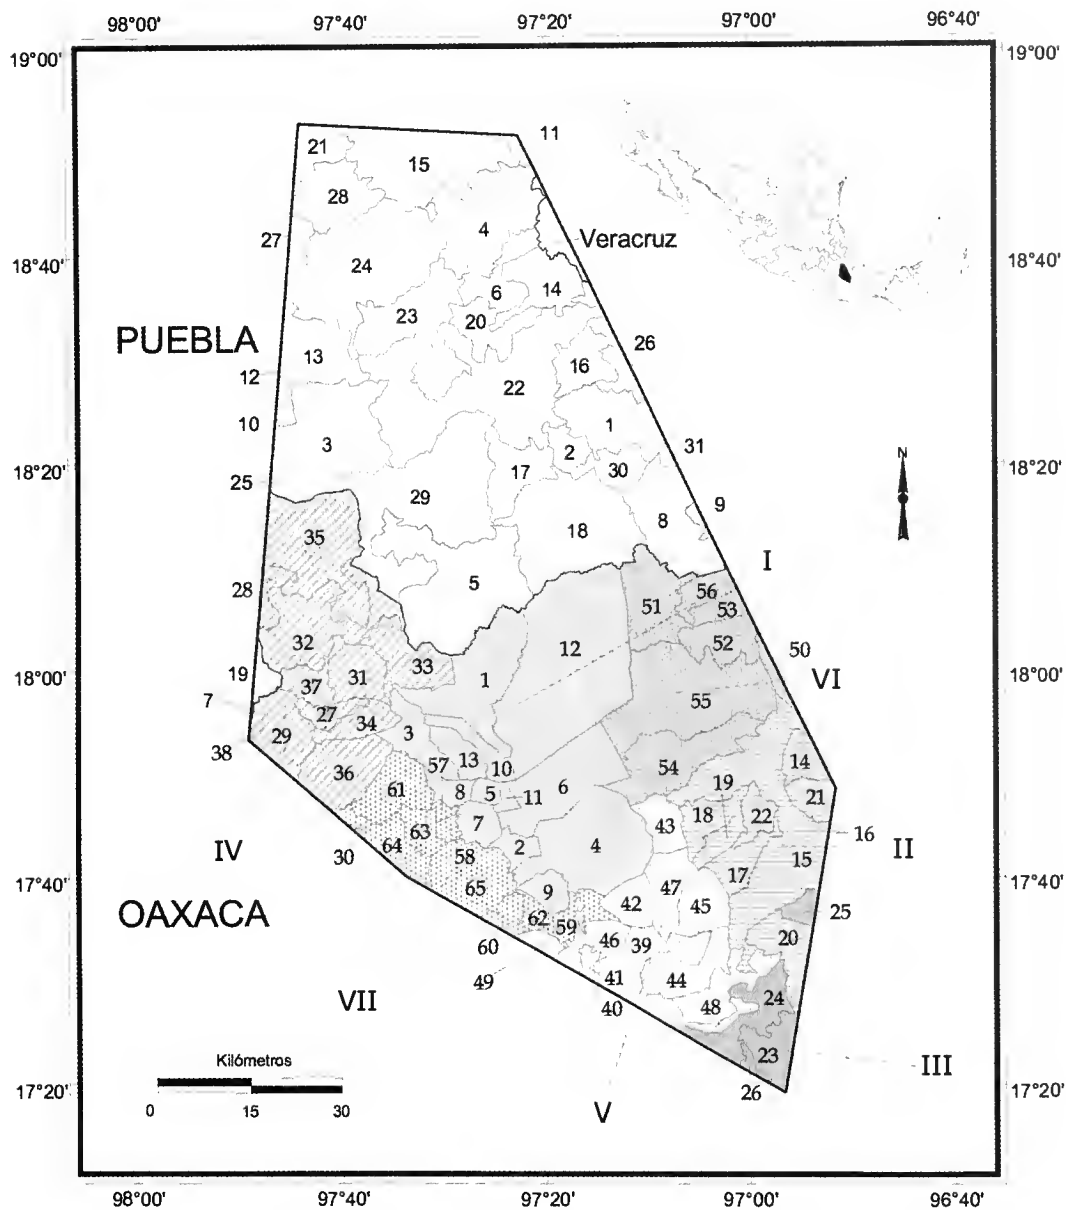 98°00' 97°40' 97°20' 97°00' 96°40'
19°00' 19°00'
11
21
15
28
4
27
Veracruz
18°40' 24 18°40'
6 14
23 20
PUEBLA 26
13 16
12
22
10 1
3 2 31
N
18°20' 17 30 18°20'
25
29 9
18 8
35
I
5
28 56
51 53
32 12 52 50
33
18°00' 19 31 1 VI 18°00'
37
7 55
27 34
29 3
38 57 13 54 14
36 10 19
61 8 5 11 6 21
18 22
7 43 16
63
IV 64 58 2 4 II
30 15
17°40' 65 9 47 17 17°40'
OAXACA 42 45 25
62 59
60 46 39 20
49 41 44
VII 40 48 24
Kilómetros 23
III
17°20' 26 17°20'
0 15 30 V
98°00' 97°40' 97°20' 97°00' 96°40'